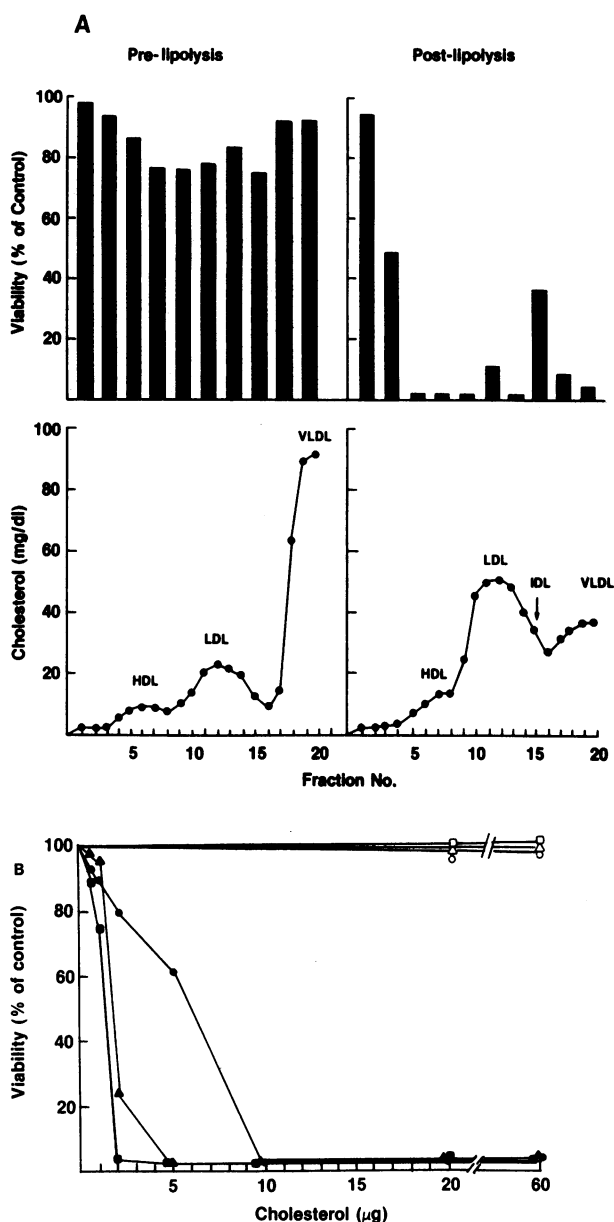 A
Pre-lipolysis
Post-lipolysis
Viability (% of Control)
100
80
60
40
20
Cholesterol (mg/dl)
100
80
60
40
20
HDL
LDL
VLDL
HDL
LDL
IDL
VLDL
5
10
15
20
5
10
15
20
Fraction No.
B
Viability (% of control)
100
80
60
40
20
5
10
20
60
Cholesterol (μg)